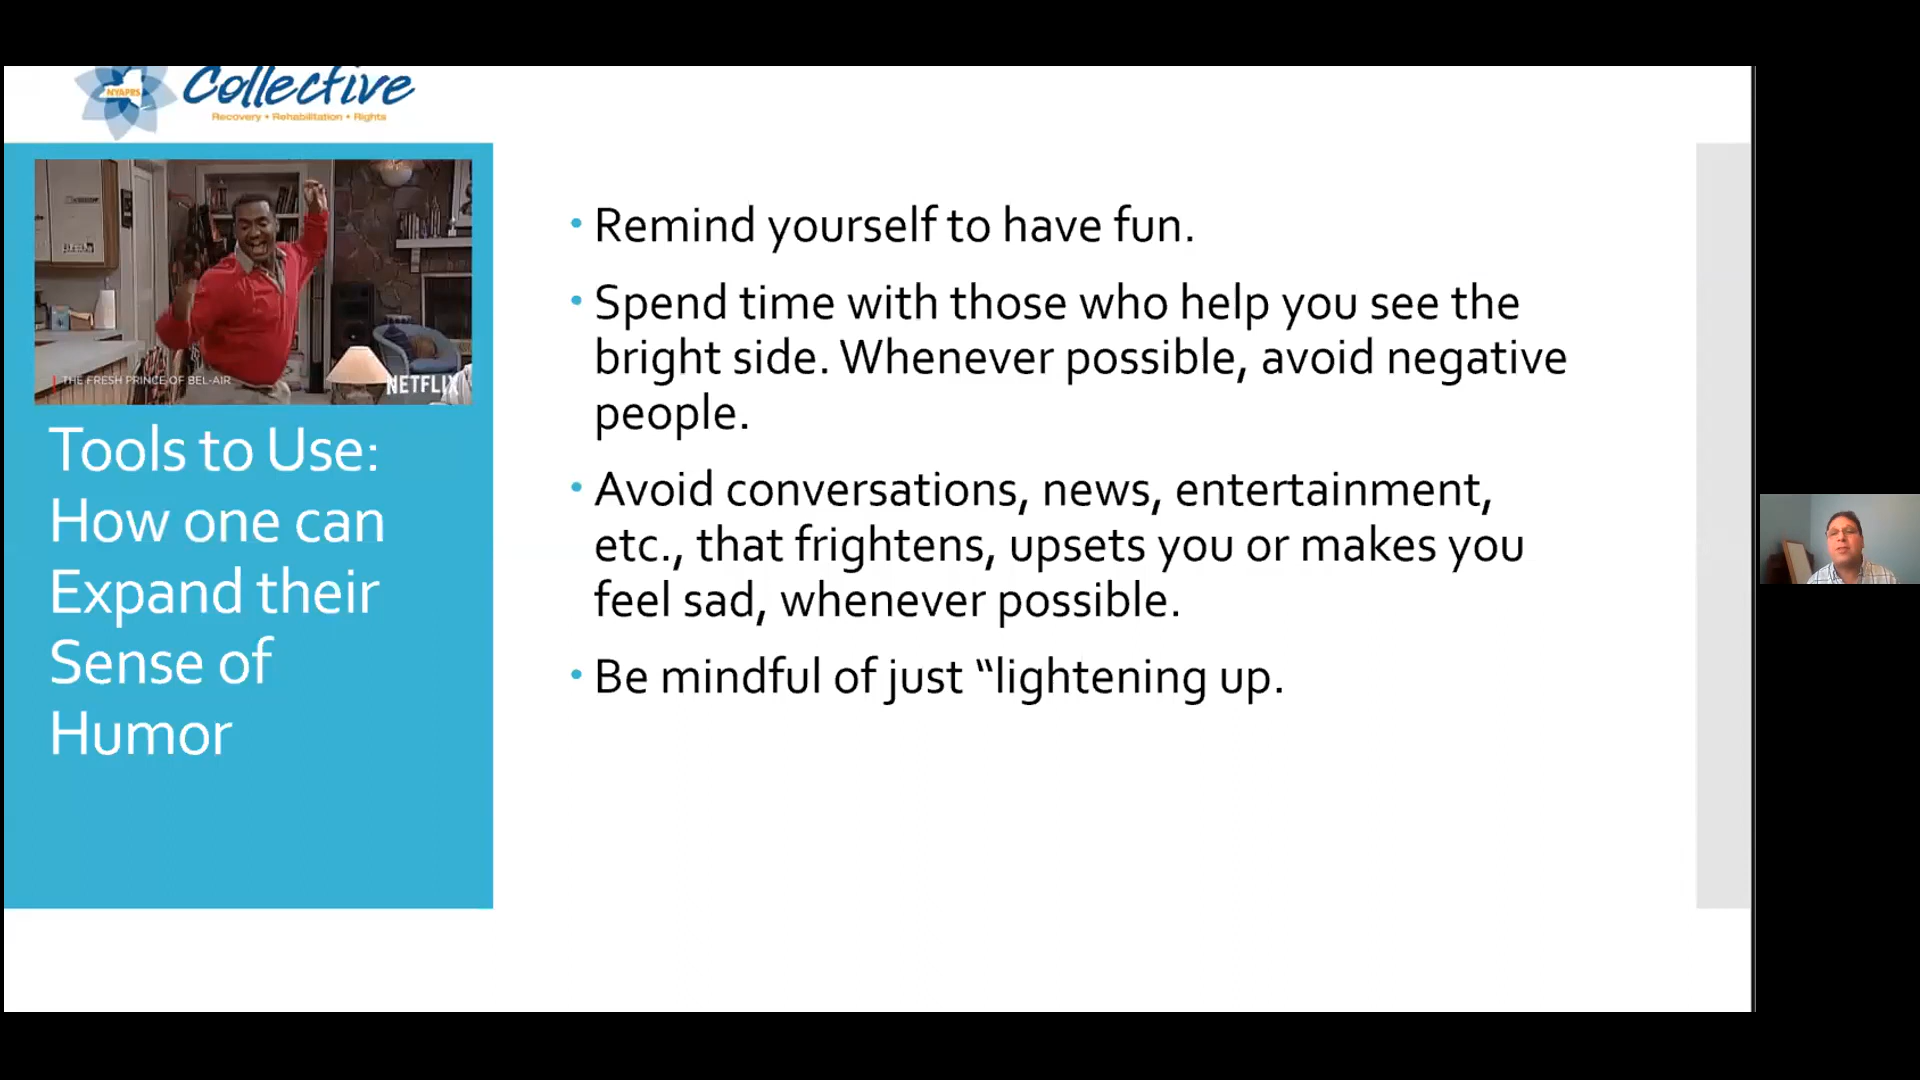 NYAPRS
Collective
Recovery • Rehabilitation • Rights
THE FRESH PRINCE OF BEL-AIR
NETFLIX
Tools to Use:
How one can
Expand their
Sense of
Humor
• Remind yourself to have fun.
• Spend time with those who help you see the
bright side. Whenever possible, avoid negative
people.
• Avoid conversations, news, entertainment,
etc., that frightens, upsets you or makes you
feel sad, whenever possible.
• Be mindful of just “lightening up.